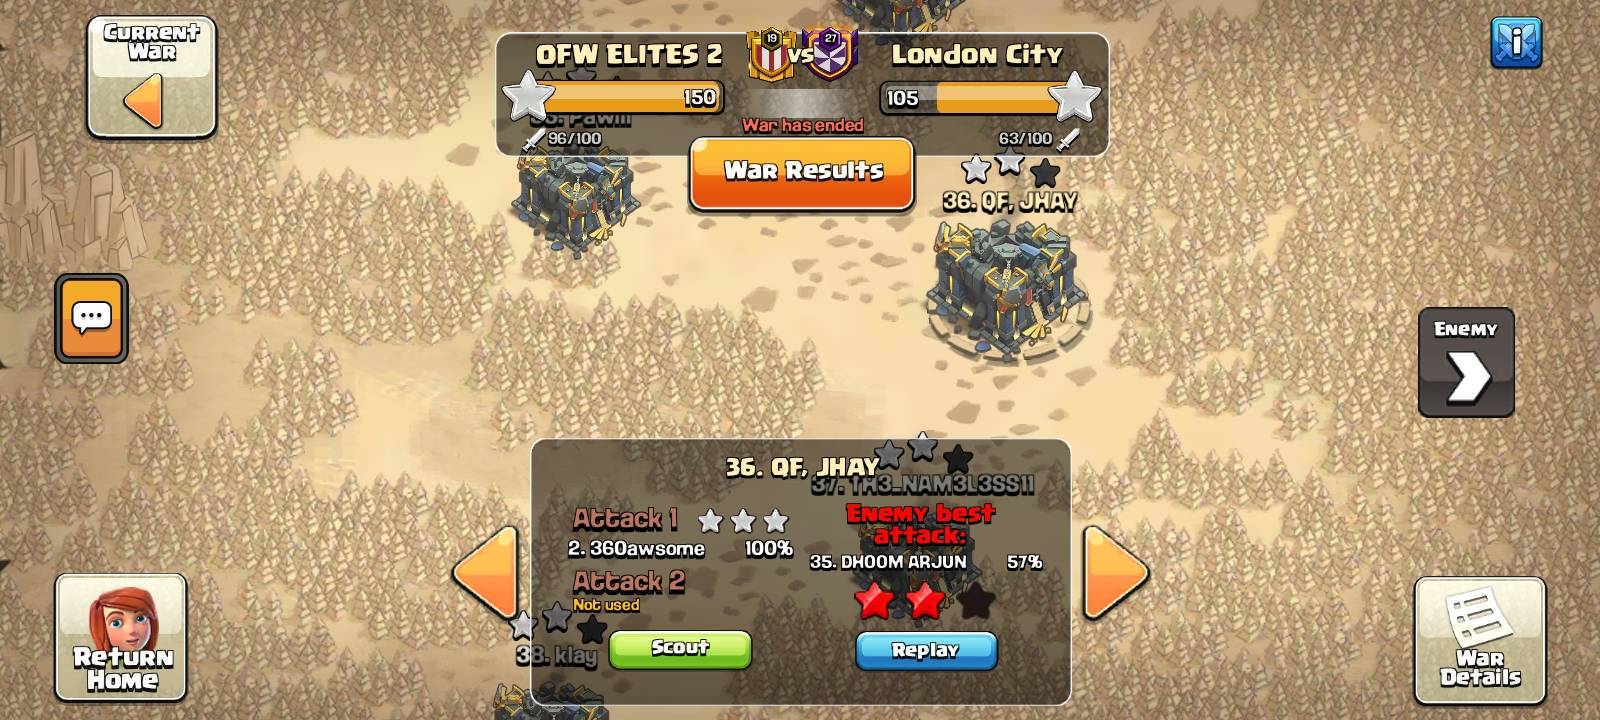 Current
War
OFW ELITES 2
19
VS
27
London City
150
105
War has ended
96/100
63/100
War Results
36. QF, JHAY
Enemy
36. QF, JHAY
37. TH3_NAM3L3SS11
Attack 1
2. 360awsome 100%
Attack 2
Not used
Enemy best
attack:
35. DHOOM ARJUN 57%
38. klay
Scout
Replay
Return
Home
War
Details